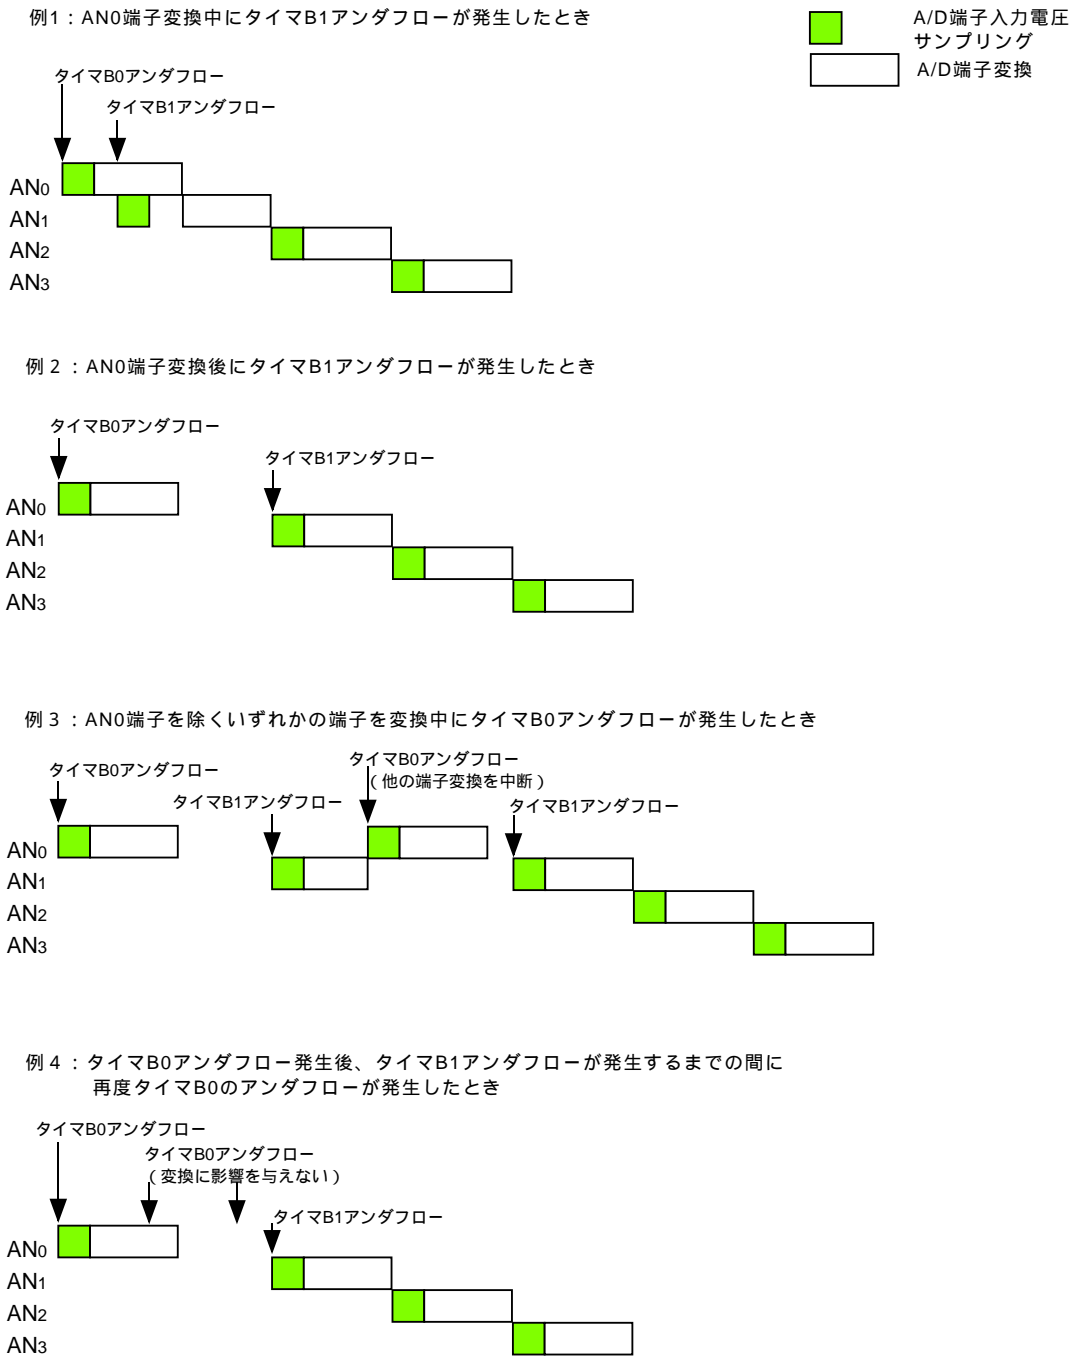 例1：AN0端子変換中にタイマB1アンダフローが発生したとき
A/D端子入力電圧
サンプリング
A/D端子変換
タイマB0アンダフロー
タイマB1アンダフロー
AN0
AN1
AN2
AN3
例２：AN0端子変換後にタイマB1アンダフローが発生したとき
タイマB0アンダフロー
タイマB1アンダフロー
AN0
AN1
AN2
AN3
例３：AN0端子を除くいずれかの端子を変換中にタイマB0アンダフローが発生したとき
タイマB0アンダフロー
タイマB1アンダフロー
タイマB0アンダフロー
（他の端子変換を中断）
タイマB1アンダフロー
AN0
AN1
AN2
AN3
例４：タイマB0アンダフロー発生後、タイマB1アンダフローが発生するまでの間に
再度タイマB0のアンダフローが発生したとき
タイマB0アンダフロー
タイマB0アンダフロー
（変換に影響を与えない）
タイマB1アンダフロー
AN0
AN1
AN2
AN3